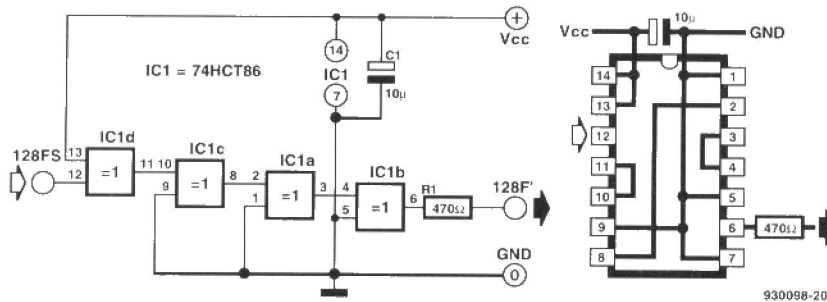 Vcc
14
C1
10µ
IC1 = 74HCT86
IC1
7
IC1d
IC1c
IC1a
IC1b
128FS
13
12
=1
11 10
9
=1
8
2
1
=1
3
4
5
=1
6
R1
470Ω
128F'
GND
0
10µ
Vcc
GND
14
1
13
2
12
3
11
4
10
5
9
6
470Ω
8
7
930098-20